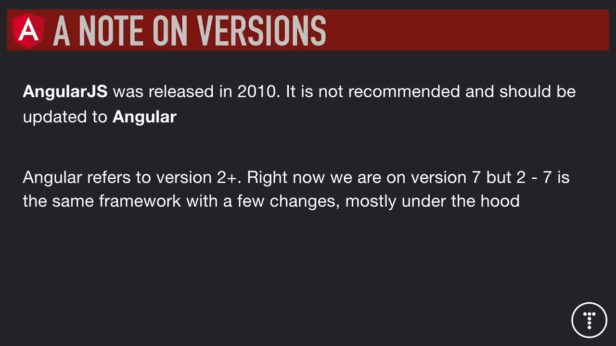 A NOTE ON VERSIONS
AngularJS was released in 2010. It is not recommended and should be
updated to Angular
Angular refers to version 2+. Right now we are on version 7 but 2 - 7 is
the same framework with a few changes, mostly under the hood